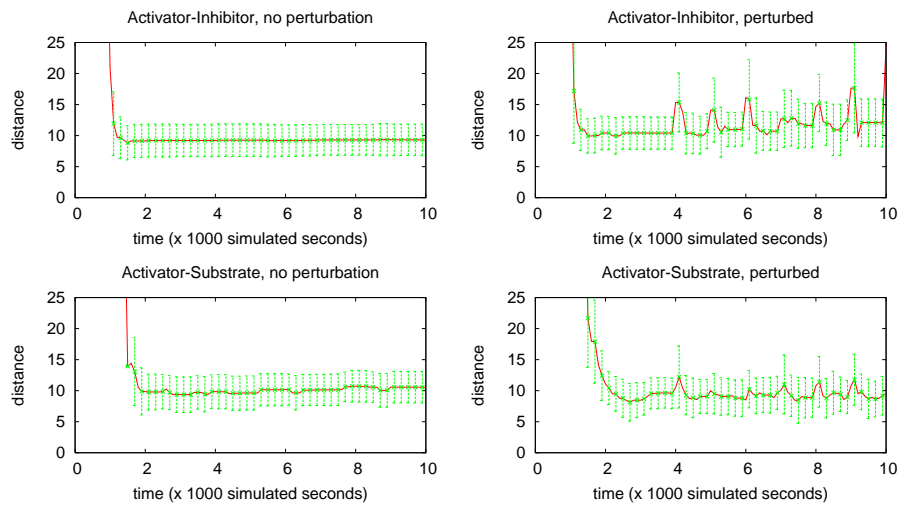 Activator-Inhibitor, no perturbation
25
20
15
10
5
0
distance
0 2 4 6 8 10
time (x 1000 simulated seconds)
Activator-Inhibitor, perturbed
25
20
15
10
5
0
distance
0 2 4 6 8 10
time (x 1000 simulated seconds)
Activator-Substrate, no perturbation
25
20
15
10
5
0
distance
0 2 4 6 8 10
time (x 1000 simulated seconds)
Activator-Substrate, perturbed
25
20
15
10
5
0
distance
0 2 4 6 8 10
time (x 1000 simulated seconds)